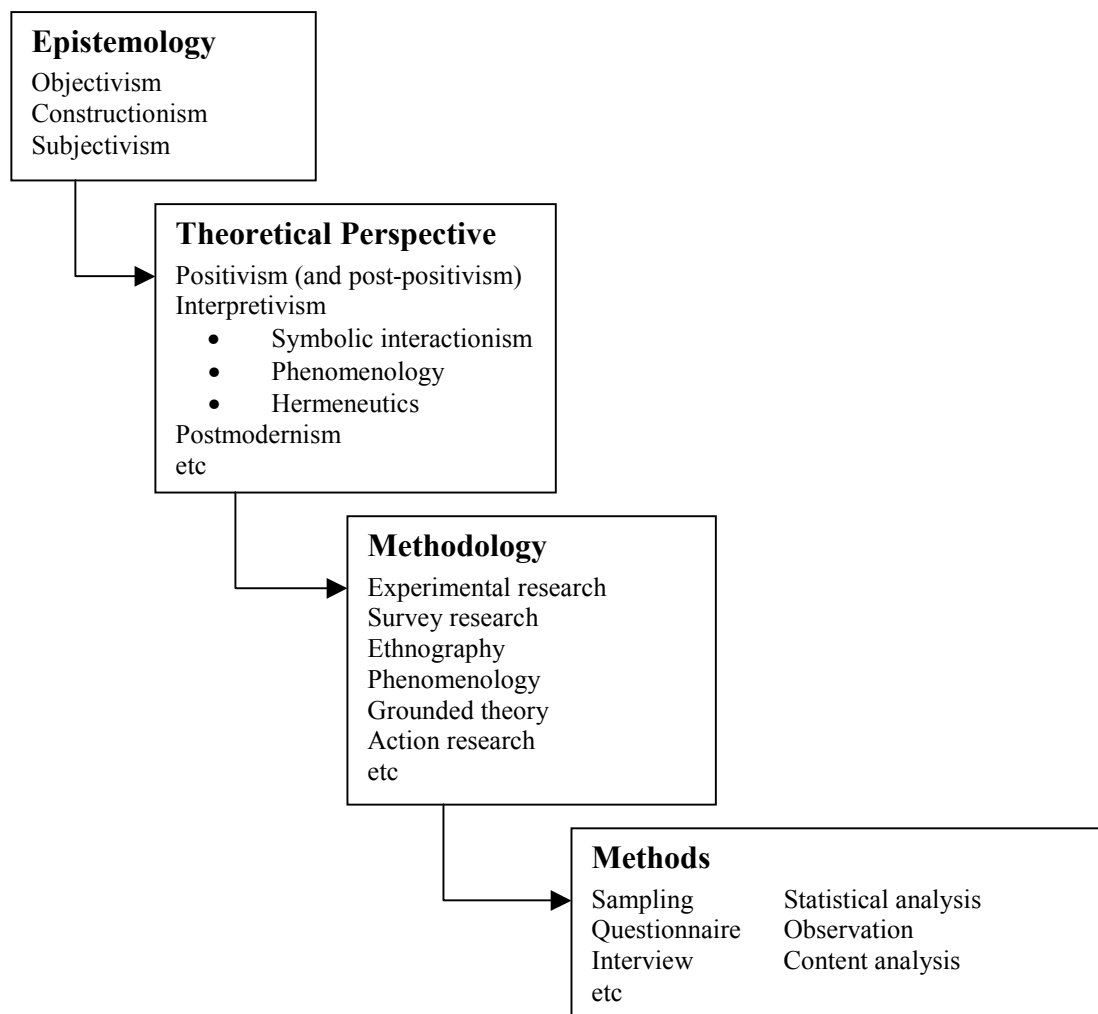 Epistemology
Objectivism
Constructionism
Subjectivism
Theoretical Perspective
Positivism (and post-positivism)
Interpretivism
• Symbolic interactionism
• Phenomenology
• Hermeneutics
Postmodernism
etc
Methodology
Experimental research
Survey research
Ethnography
Phenomenology
Grounded theory
Action research
etc
Methods
Sampling Statistical analysis
Questionnaire Observation
Interview Content analysis
etc